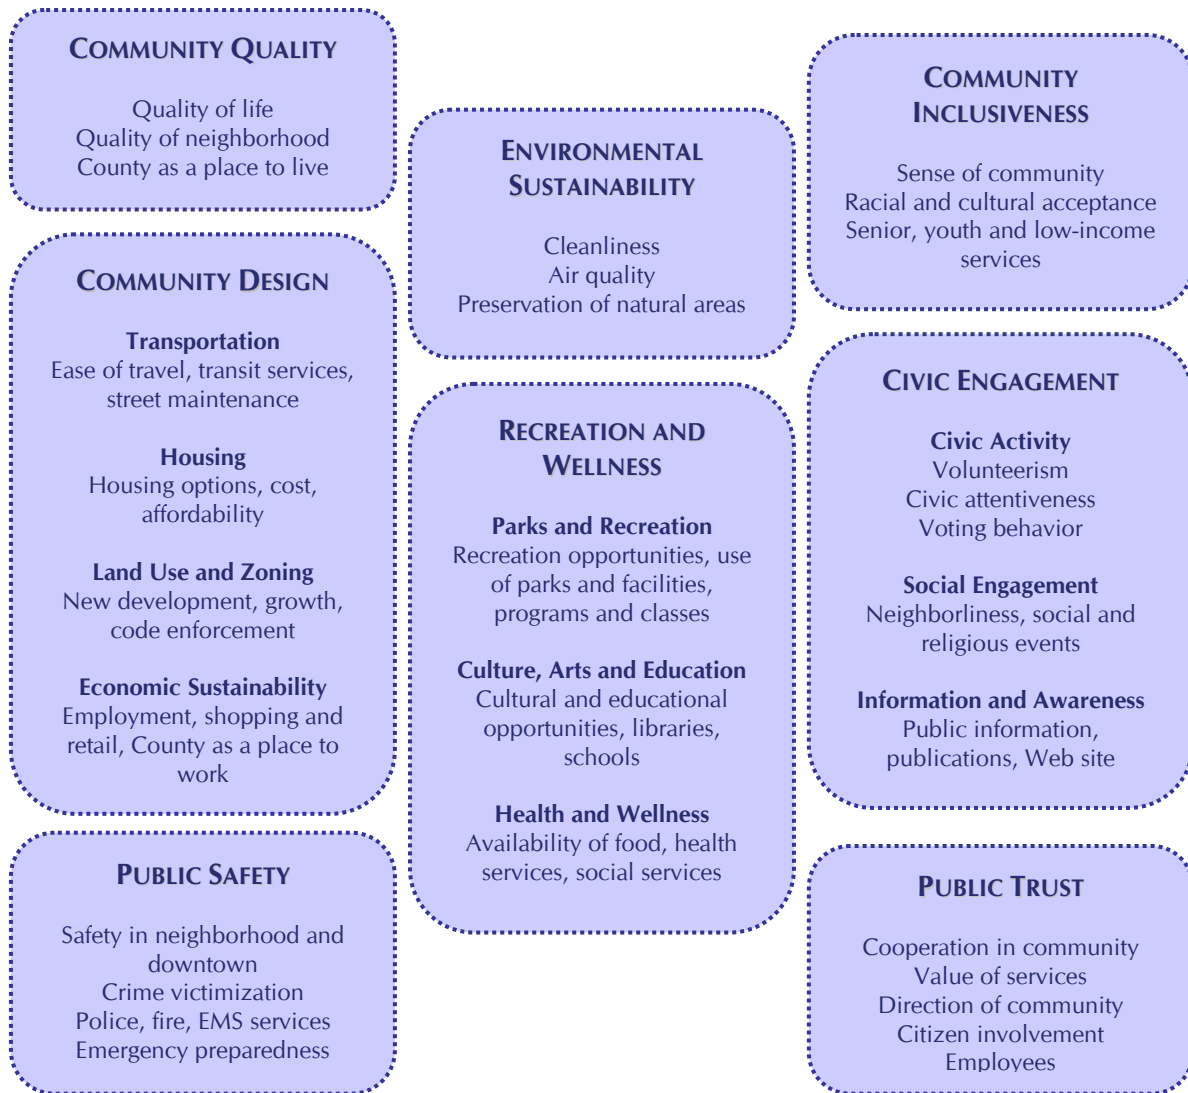 COMMUNITY QUALITY
Quality of life
Quality of neighborhood
County as a place to live
COMMUNITY DESIGN
Transportation
Ease of travel, transit services,
street maintenance
Housing
Housing options, cost,
affordability
Land Use and Zoning
New development, growth,
code enforcement
Economic Sustainability
Employment, shopping and
retail, County as a place to
work
PUBLIC SAFETY
Safety in neighborhood and
downtown
Crime victimization
Police, fire, EMS services
Emergency preparedness
ENVIRONMENTAL
SUSTAINABILITY
Cleanliness
Air quality
Preservation of natural areas
RECREATION AND
WELLNESS
Parks and Recreation
Recreation opportunities, use
of parks and facilities,
programs and classes
Culture, Arts and Education
Cultural and educational
opportunities, libraries,
schools
Health and Wellness
Availability of food, health
services, social services
COMMUNITY
INCLUSIVENESS
Sense of community
Racial and cultural acceptance
Senior, youth and low-income
services
CIVIC ENGAGEMENT
Civic Activity
Volunteerism
Civic attentiveness
Voting behavior
Social Engagement
Neighborliness, social and
religious events
Information and Awareness
Public information,
publications, Web site
PUBLIC TRUST
Cooperation in community
Value of services
Direction of community
Citizen involvement
Employees